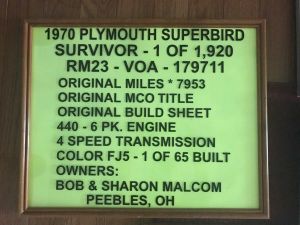 1970 PLYMOUTH SUPERBIRD
SURVIVOR - 1 OF 1,920
RM23 - VOA - 179711
ORIGINAL MILES * 7953
ORIGINAL MCO TITLE
ORIGINAL BUILD SHEET
440 - 6 PK. ENGINE
4 SPEED TRANSMISSION
COLOR FJ5 - 1 OF 65 BUILT
OWNERS:
BOB & SHARON MALCOM
PEEBLES, OH